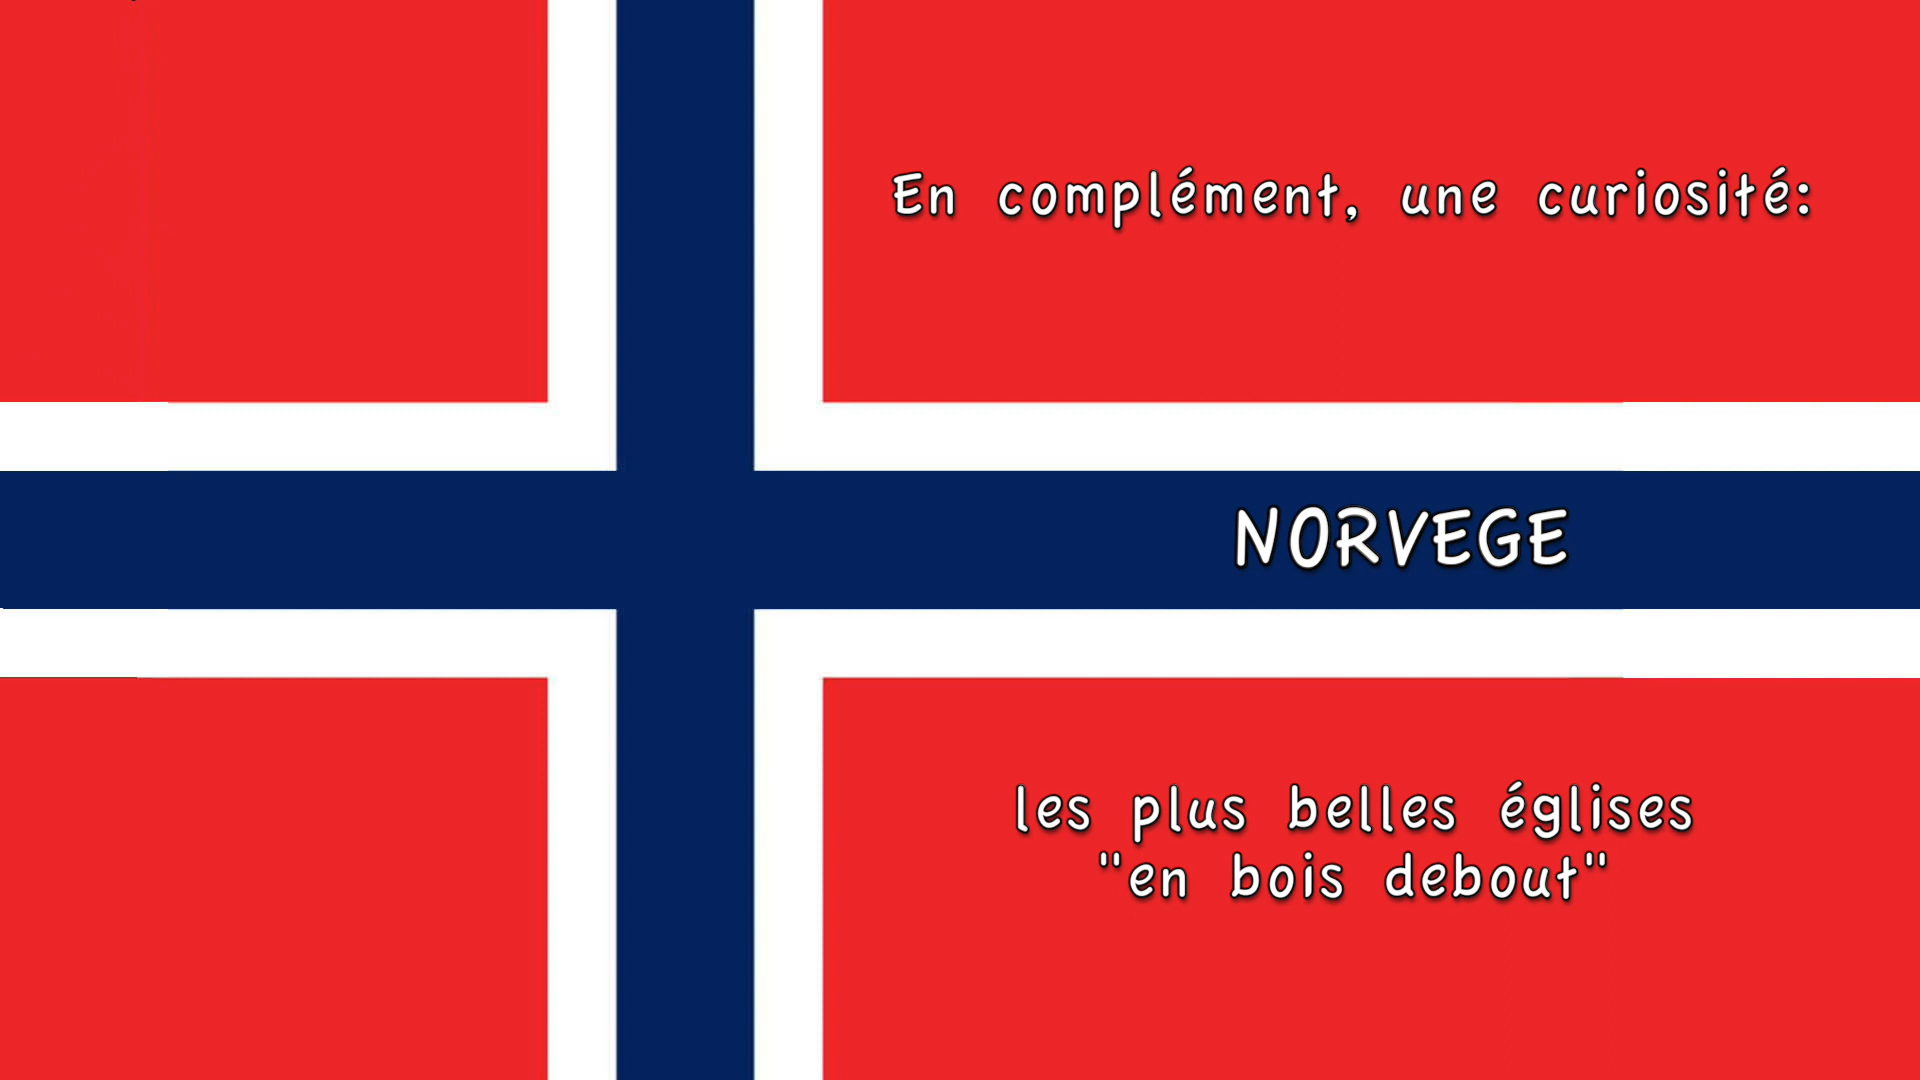 En complément, une curiosité:
NORVEGE
les plus belles églises
"en bois debout"